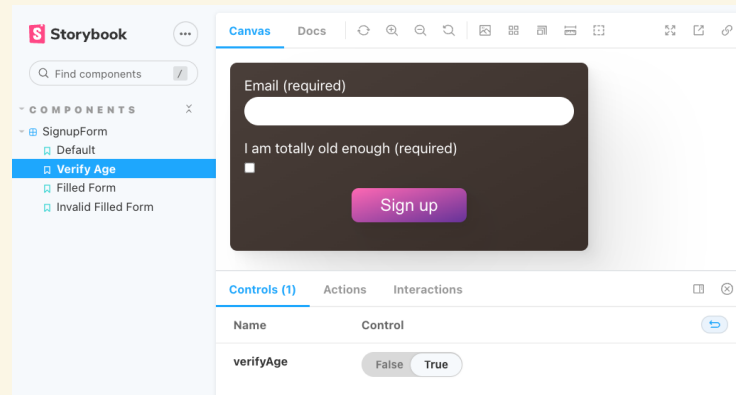 S Storybook
Canvas Docs
Find components /
COMPONENTS
SignupForm
Default
Verify Age
Filled Form
Invalid Filled Form
Email (required)
I am totally old enough (required)
Sign up
Controls (1) Actions Interactions
Name Control
verifyAge False True